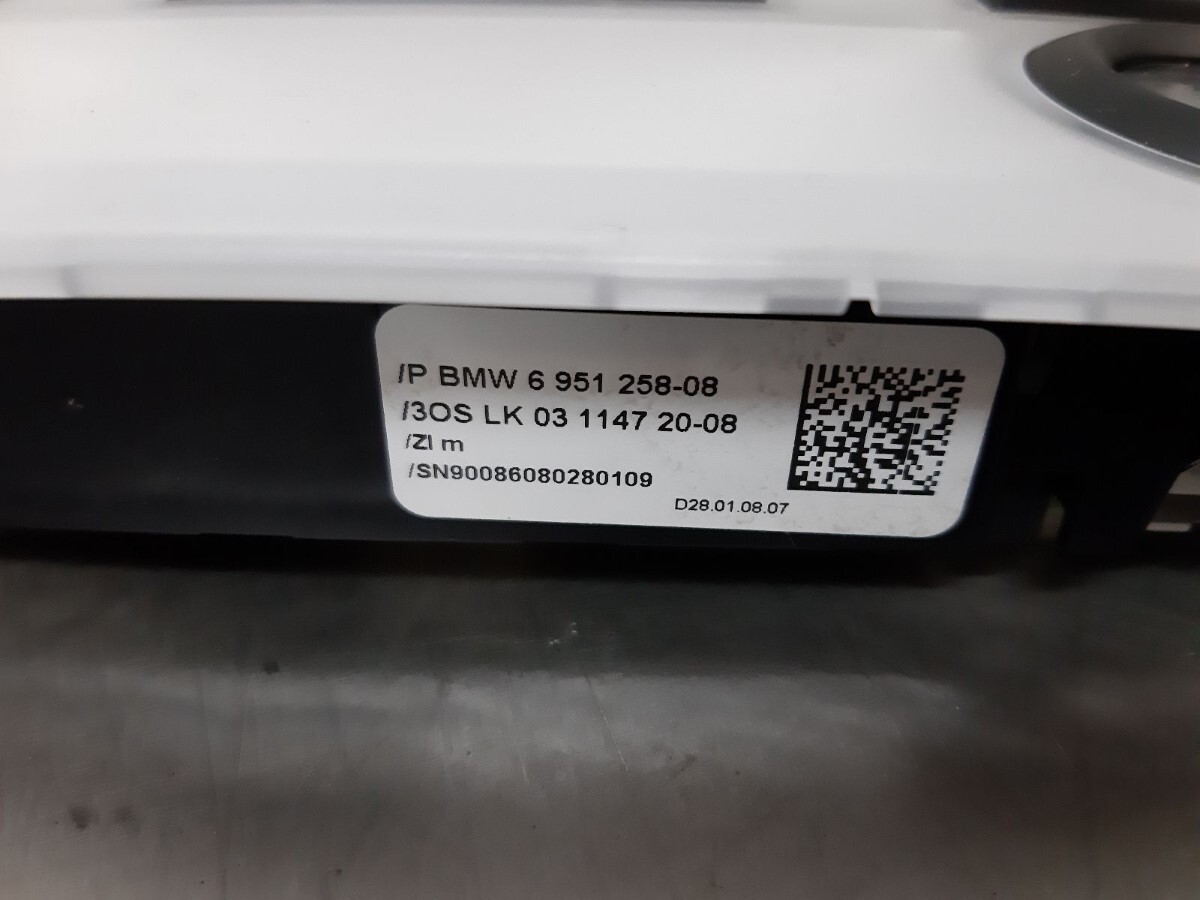 /P BMW 6 951 258-08
/3OS LK 03 1147 20-08
/ZI m
/SN90086080280109
D28.01.08.07